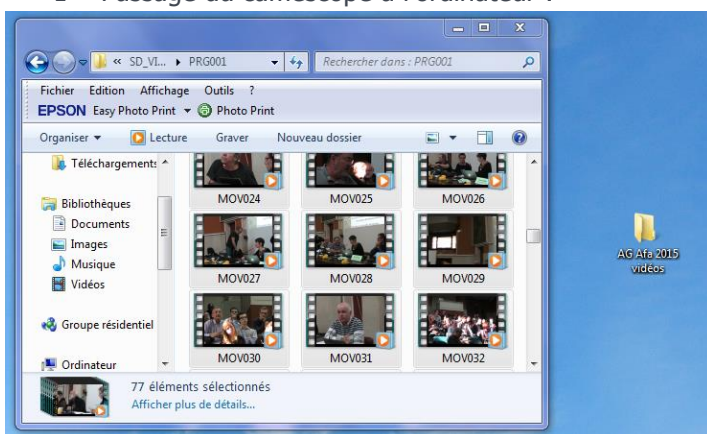 1 - Passage du caméscope à l'ordinateur :
« SD_VI... ▸ PRG001
Rechercher dans : PRG001
Fichier Edition Affichage Outils ?
EPSON Easy Photo Print Photo Print
Organiser Lecture Graver Nouveau dossier
Téléchargements
Bibliothèques
Documents
Images
Musique
Vidéos
Groupe résidentiel
Ordinateur
MOV024 MOV025 MOV026
MOV027 MOV028 MOV029
MOV030 MOV031 MOV032
77 éléments sélectionnés
Afficher plus de détails...
AG Afa 2015
vidéos